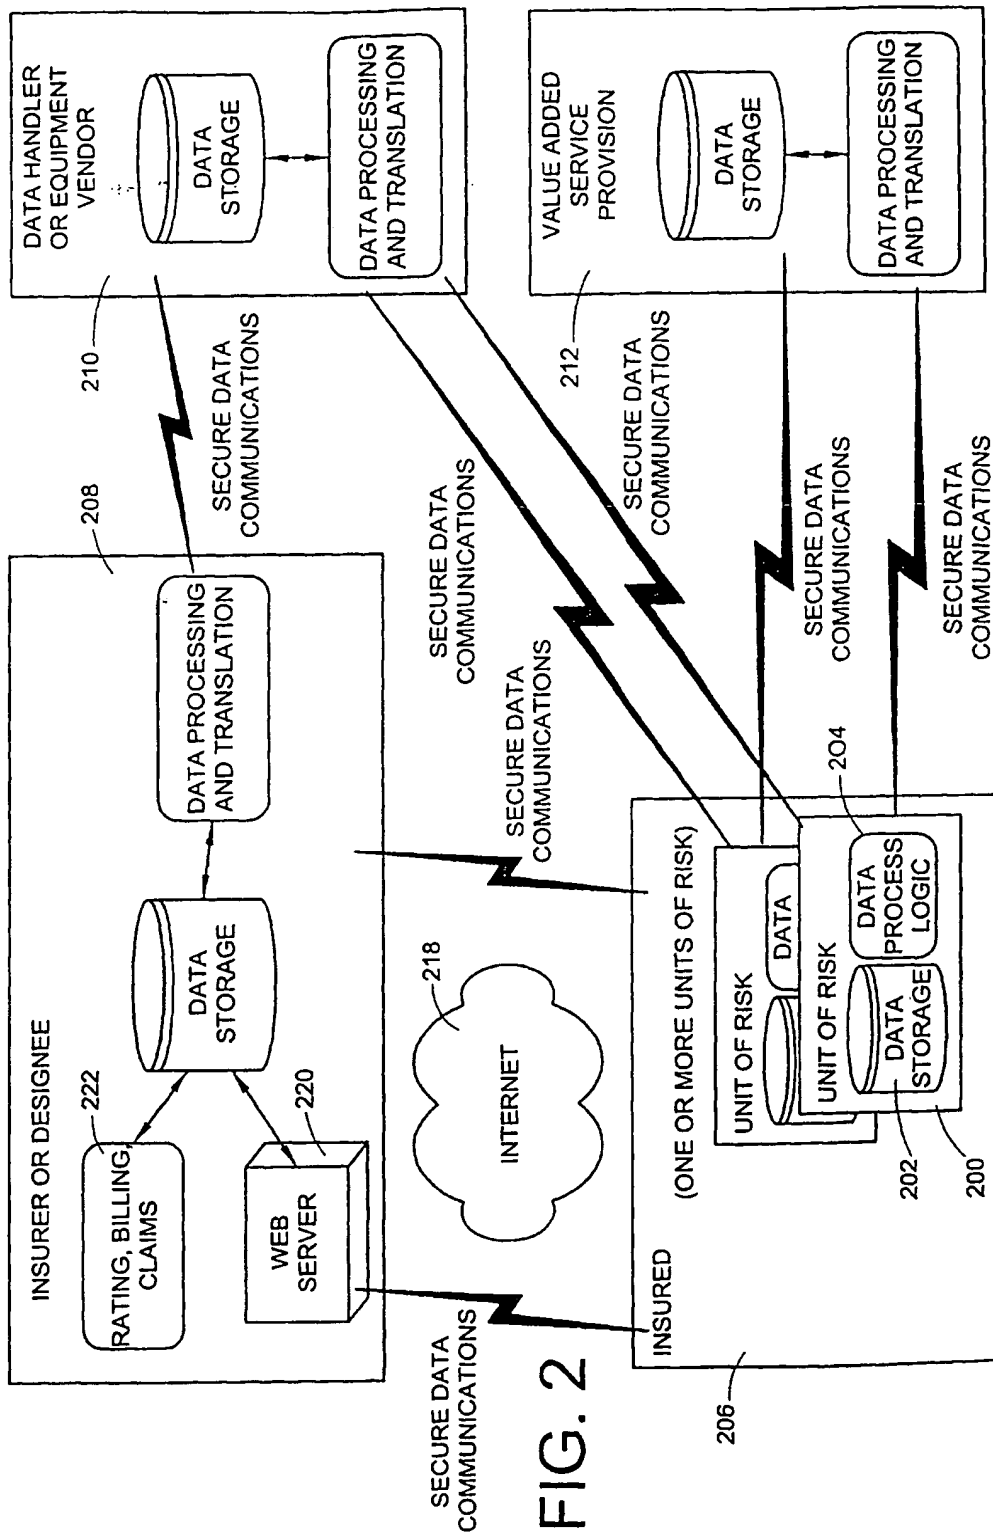 INSURER OR DESIGNEE
208
222
RATING, BILLING,
CLAIMS
DATA
STORAGE
DATA PROCESSING
AND TRANSLATION
220
WEB
SERVER
SECURE DATA
COMMUNICATIONS
210
DATA HANDLER
OR EQUIPMENT
VENDOR
DATA
STORAGE
DATA PROCESSING
AND TRANSLATION
218
INTERNET
SECURE DATA
COMMUNICATIONS
SECURE DATA
COMMUNICATIONS
SECURE DATA
COMMUNICATIONS
SECURE DATA
COMMUNICATIONS
212
VALUE ADDED
SERVICE
PROVISION
DATA
STORAGE
DATA PROCESSING
AND TRANSLATION
FIG. 2
INSURED
(ONE OR MORE UNITS OF RISK)
206
UNIT OF RISK
DATA
UNIT OF RISK
204
DATA
STORAGE
DATA
PROCESS
LOGIC
202
200
SECURE DATA
COMMUNICATIONS
SECURE DATA
COMMUNICATIONS